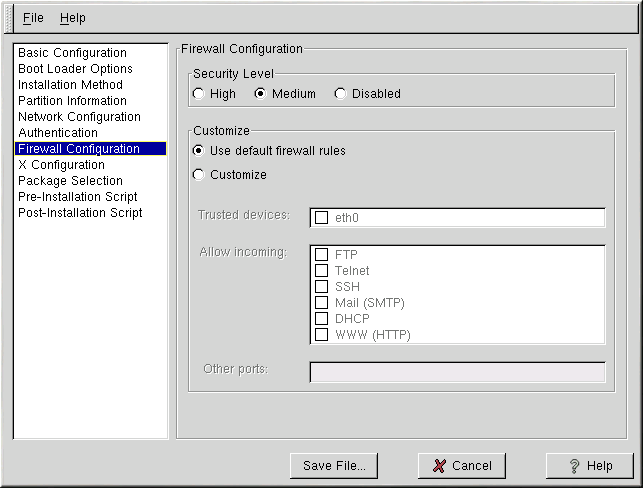 File Help
Basic Configuration
Boot Loader Options
Installation Method
Partition Information
Network Configuration
Authentication
Firewall Configuration
X Configuration
Package Selection
Pre-Installation Script
Post-Installation Script
Firewall Configuration
Security Level
High Medium Disabled
Customize
Use default firewall rules
Customize
Trusted devices: eth0
Allow incoming: FTP
Telnet
SSH
Mail (SMTP)
DHCP
WWW (HTTP)
Other ports:
Save File... Cancel Help